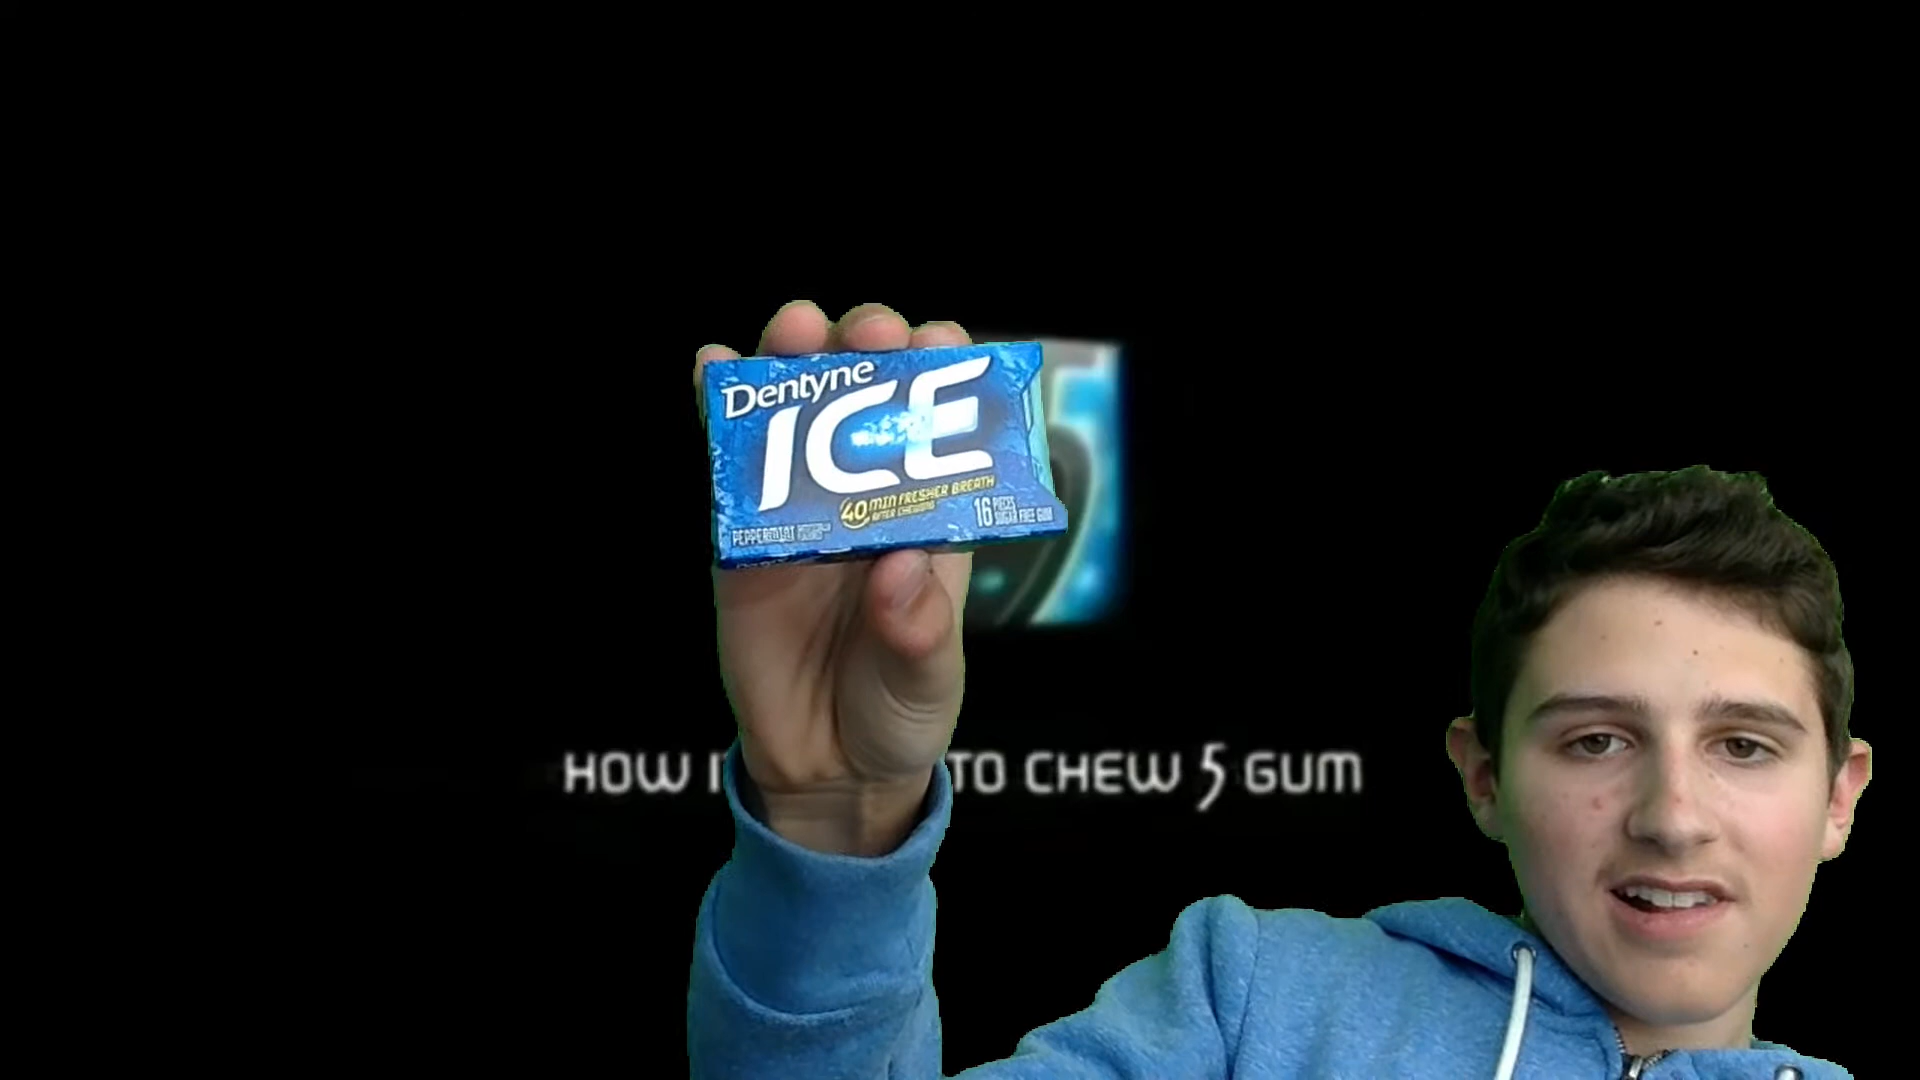 Dentyne
ICE
40 MIN FRESHER BREATH
AFTER CHEWING
PEPPERMINT
16 PIECES
SUGAR FREE GUM
5
HOW I TO CHEW 5 GUM